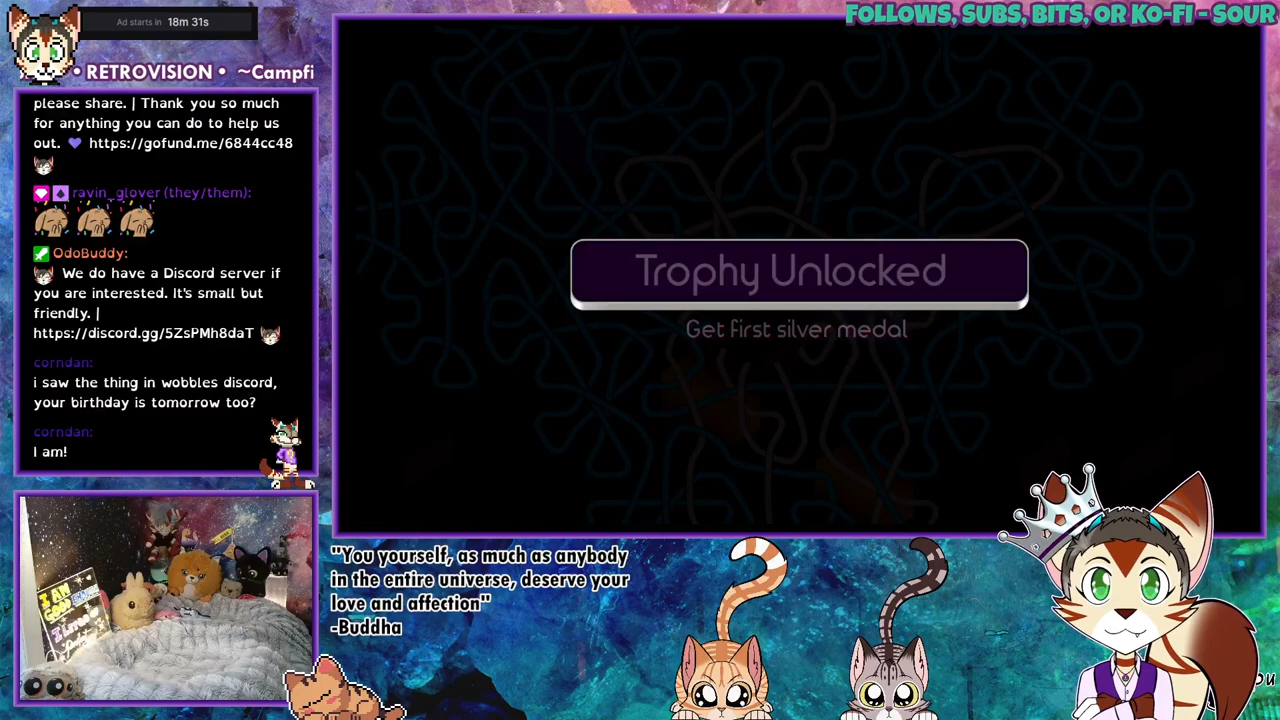 Ad starts in 18m 31s
FOLLOWS, SUBS, BITS, OR KO-FI - SOUR
• RETROVISION • ~Campfi
please share. | Thank you so much
for anything you can do to help us
out. 💜 https://gofund.me/6844cc48
ravin_glover (they/them):
OdoBuddy:
We do have a Discord server if
you are interested. It's small but
friendly. |
https://discord.gg/5ZsPMh8daT
corndan:
i saw the thing in wobbles discord,
your birthday is tomorrow too?
corndan:
I am!
Trophy Unlocked
Get first silver medal
"You yourself, as much as anybody
in the entire universe, deserve your
love and affection"
-Buddha
I AM
GOOD